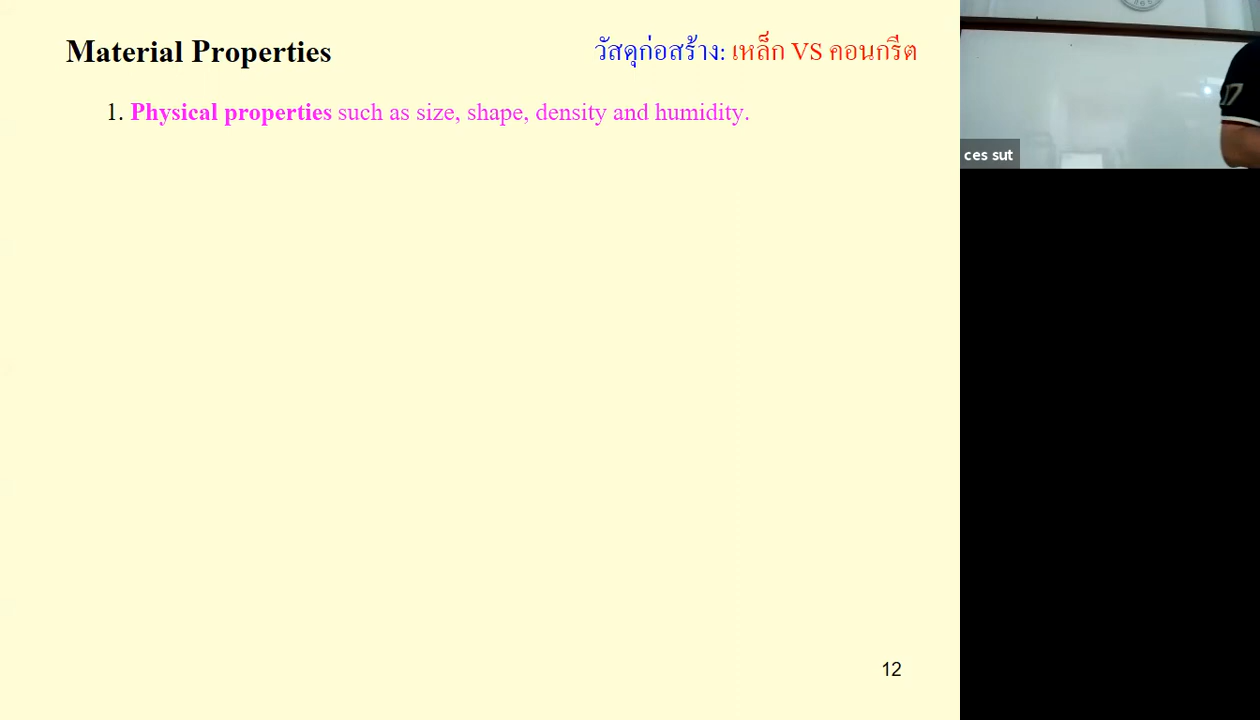 Material Properties
วัสดุก่อสร้าง: เหล็ก VS คอนกรีต
1. Physical properties such as size, shape, density and humidity.
ces sut
17
12